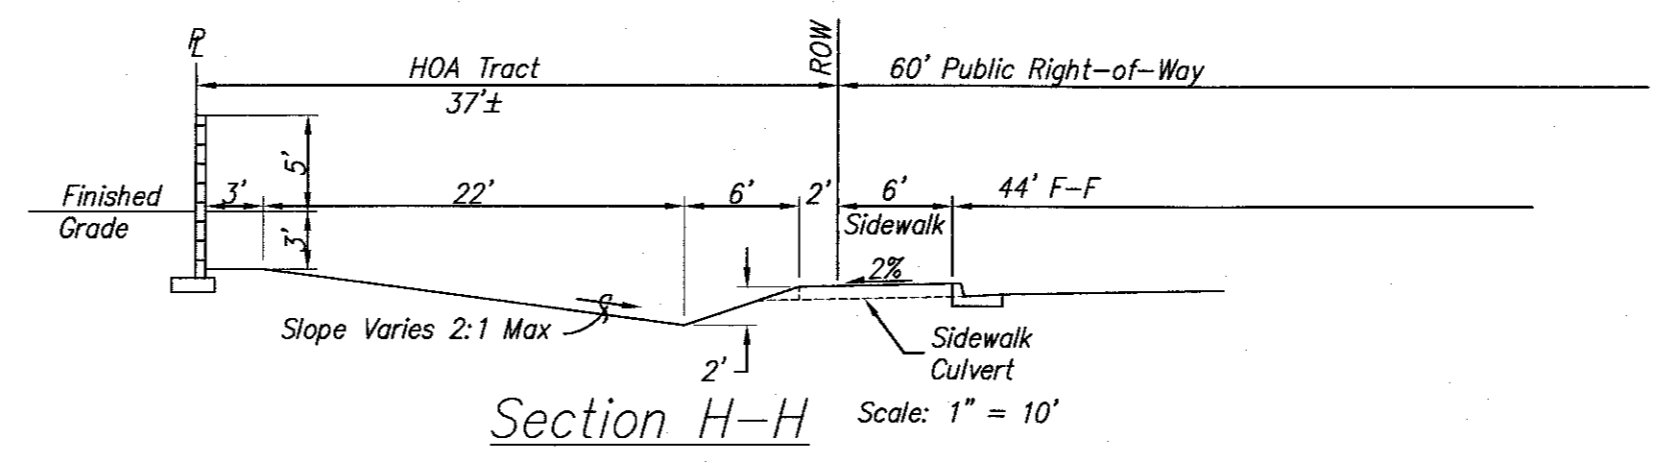 PL
HOA Tract
37'±
ROW
60' Public Right-of-Way
5'
Finished
Grade
3'
22'
6'
2'
6'
Sidewalk
44' F-F
3'
2%
Slope Varies 2:1 Max
2'
Sidewalk
Culvert
Section H-H
Scale: 1" = 10'